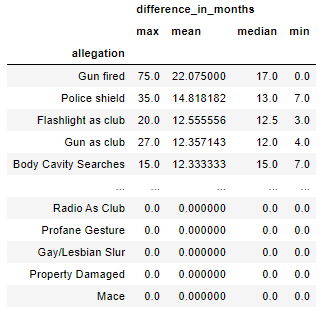 difference_in_months
max mean median min
allegation
Gun fired 75.0 22.075000 17.0 0.0
Police shield 35.0 14.818182 13.0 7.0
Flashlight as club 20.0 12.555556 12.5 3.0
Gun as club 27.0 12.357143 12.0 4.0
Body Cavity Searches 15.0 12.333333 15.0 7.0
... ... ... ... ...
Radio As Club 0.0 0.000000 0.0 0.0
Profane Gesture 0.0 0.000000 0.0 0.0
Gay/Lesbian Slur 0.0 0.000000 0.0 0.0
Property Damaged 0.0 0.000000 0.0 0.0
Mace 0.0 0.000000 0.0 0.0